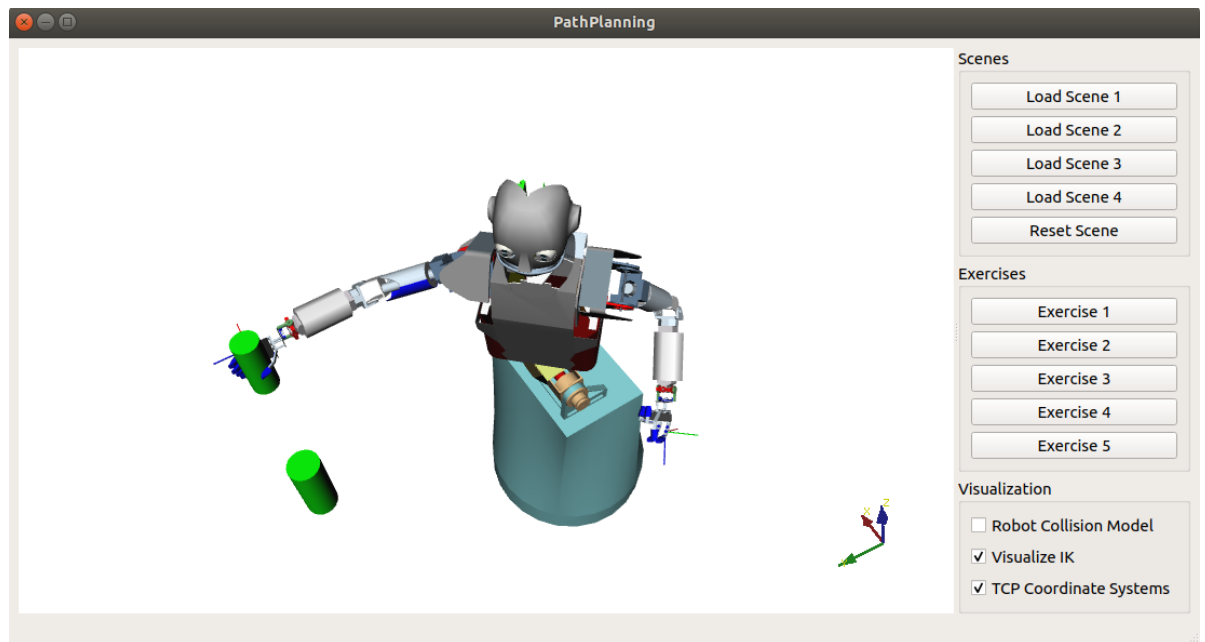 PathPlanning
Scenes
Load Scene 1
Load Scene 2
Load Scene 3
Load Scene 4
Reset Scene
Exercises
Exercise 1
Exercise 2
Exercise 3
Exercise 4
Exercise 5
Visualization
Robot Collision Model
Visualize IK
TCP Coordinate Systems
x z